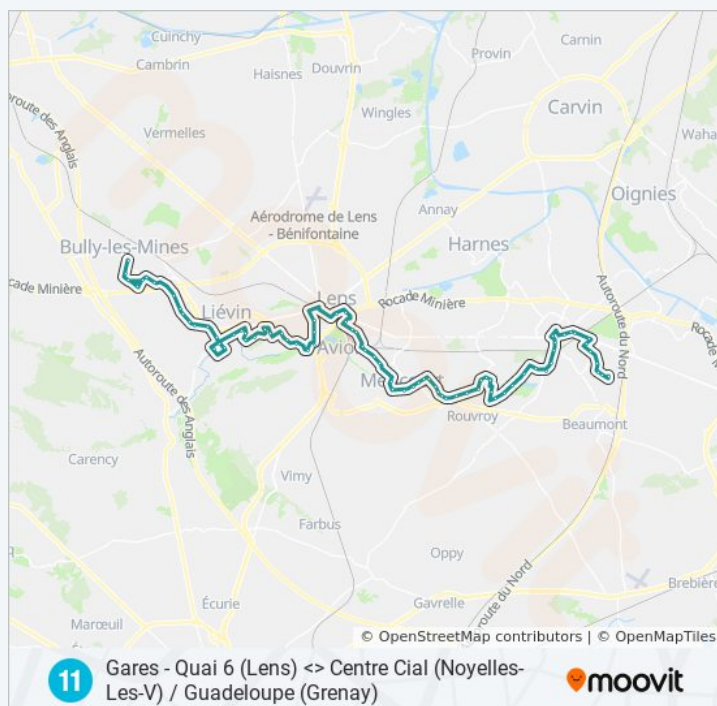 Cuinchy
Cambrin
Haisnes
Douvrin
Provin
Carnin
Wingles
Carvin
Waha
Vermelles
Autoroute des Anglais
Oignies
Annay
Aérodrome de Lens
- Bénifontaine
Harnes
Bully-les-Mines
Rocade Minière
Liévin
Lens
Rocade Minière
Autoroute du Nord
Rocade M
Avio
Autoroute des Anglais
Rouvroy
Beaumont
Carency
Vimy
Farbus
Oppy
Gavrelle
Autoroute du Nord
Brebière
Écurie
Marœuil
© OpenStreetMap contributors | © OpenMapTiles
11
Gares - Quai 6 (Lens) <> Centre Cial (Noyelles-
Les-V) / Guadeloupe (Grenay)
moovit